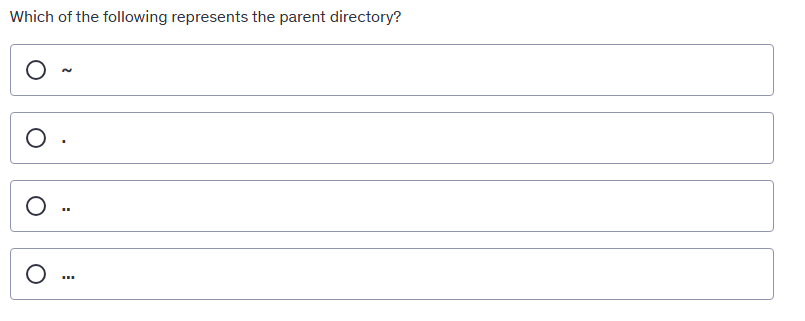 Which of the following represents the parent directory?
~
.
..
...